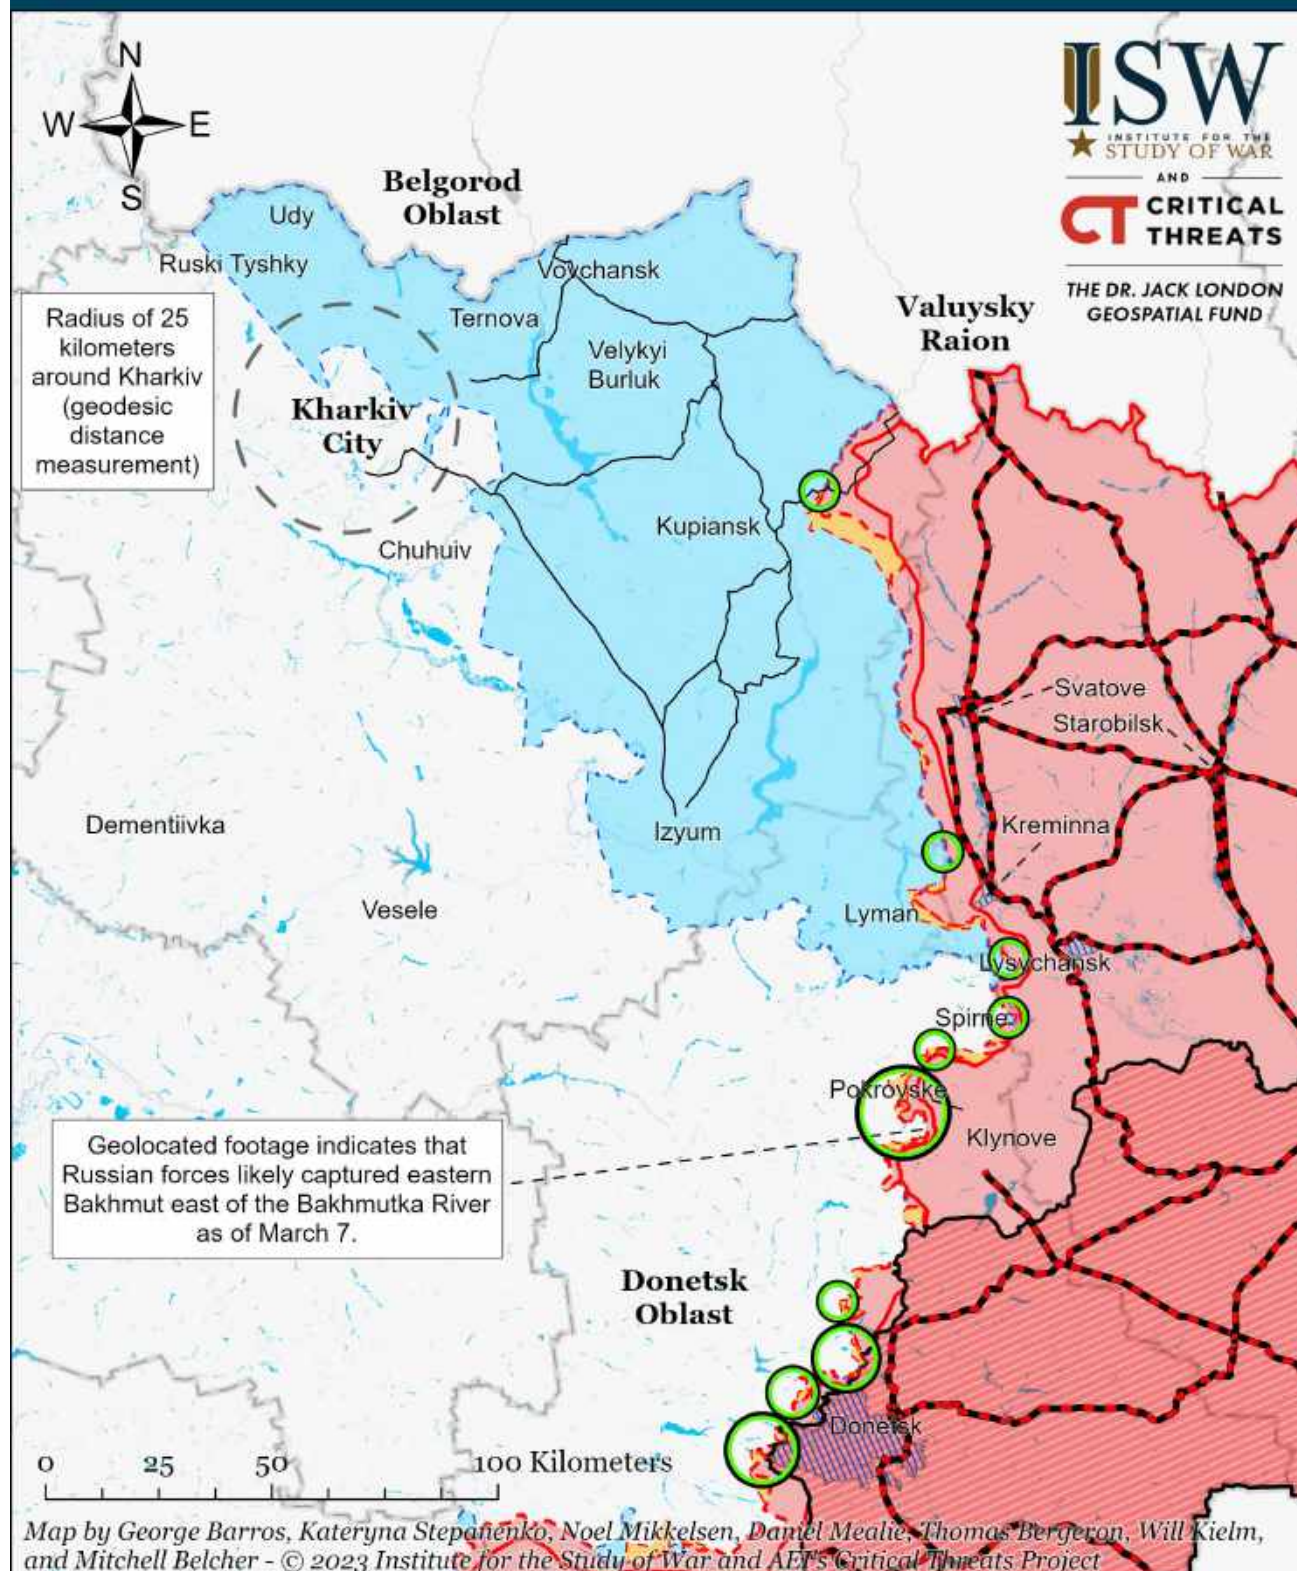 N
W E
S
ISW
INSTITUTE FOR THE
STUDY OF WAR
AND
CT CRITICAL
THREATS
THE DR. JACK LONDON
GEOSPATIAL FUND
Belgorod
Oblast
Udy
Ruski Tyshky
Vovchansk
Ternova
Valuysky
Raion
Radius of 25
kilometers
around Kharkiv
(geodesic
distance
measurement)
Velykyi
Burluk
Kharkiv
City
Kupiansk
Chuhuiv
Svatove
Starobilsk
Dementiivka
Izyum
Kreminna
Vesele
Lyman
Lysychansk
Spirne
Pokrovske
Klynove
Geolocated footage indicates that
Russian forces likely captured eastern
Bakhmut east of the Bakhmutka River
as of March 7.
Donetsk
Oblast
Donetsk
0 25 50 100 Kilometers
Map by George Barros, Kateryna Stepanenko, Noel Mikkelsen, Daniel Mealie, Thomas Bergeron, Will Kielm,
and Mitchell Belcher - © 2023 Institute for the Study of War and AEI's Critical Threats Project